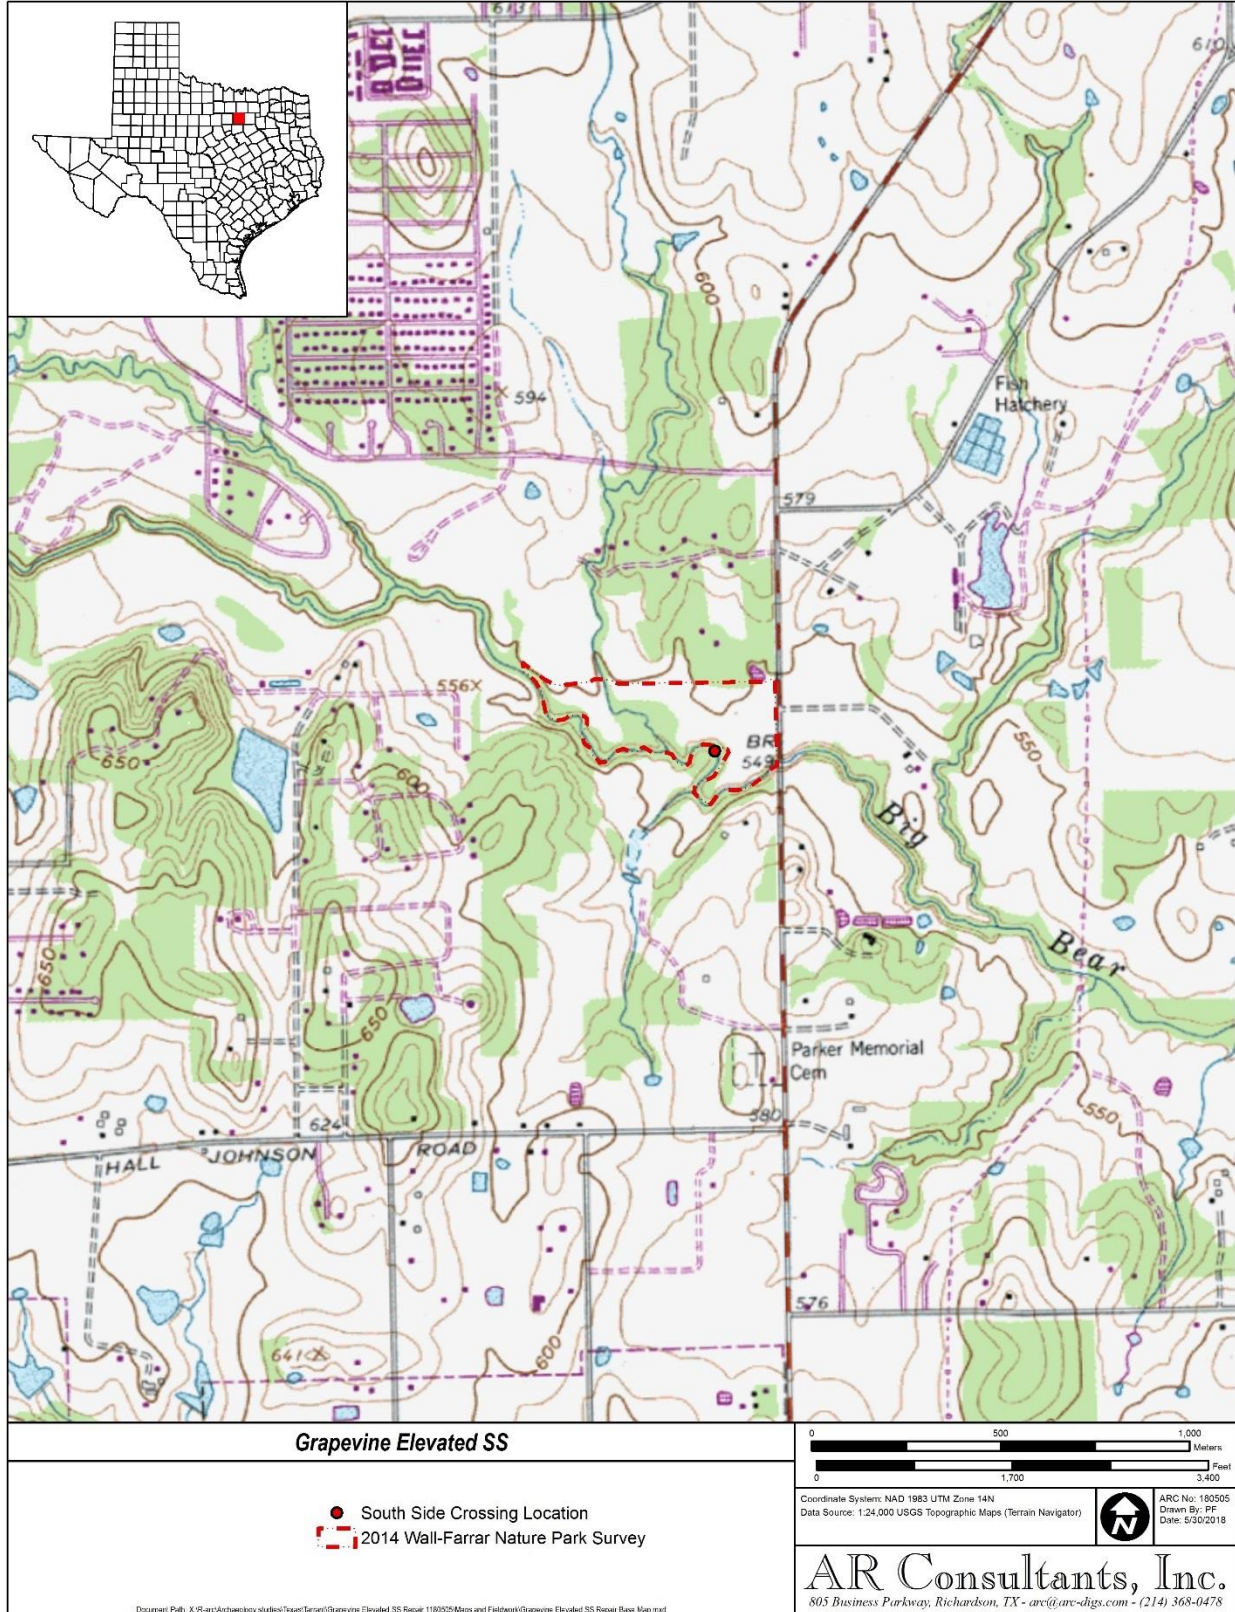 613
610
600
594
Fish
Hatchery
579
556X
BR
549
550
650
600
Big
Bear
650
650
Parker Memorial
Cem
550
624
580
HALL JOHNSON ROAD
576
641X
600
Grapevine Elevated SS
South Side Crossing Location
2014 Wall-Farrar Nature Park Survey
0 500 1,000
Meters
Feet
0 1,700 3,400
Coordinate System: NAD 1983 UTM Zone 14N
Data Source: 1:24,000 USGS Topographic Maps (Terrain Navigator)
N
ARC No: 180505
Drawn By: PF
Date: 5/30/2018
AR Consultants, Inc.
805 Business Parkway, Richardson, TX - arc@arc-digs.com - (214) 368-0478